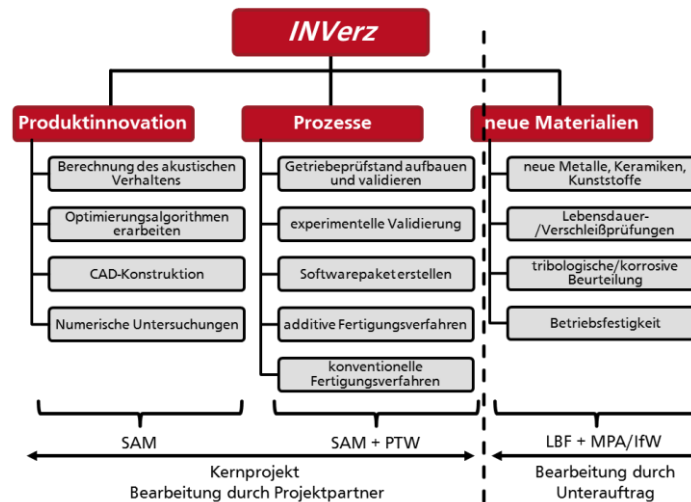 INVerz
Produktinnovation
Berechnung des akustischen
Verhaltens
Optimierungsalgorithmen
erarbeiten
CAD-Konstruktion
Numerische Untersuchungen
SAM
Prozesse
Getriebeprüfstand aufbauen
und validieren
experimentelle Validierung
Softwarepaket erstellen
additive Fertigungsverfahren
konventionelle
Fertigungsverfahren
SAM + PTW
Kernprojekt
Bearbeitung durch Projektpartner
neue Materialien
neue Metalle, Keramiken,
Kunststoffe
Lebensdauer-
/Verschleißprüfungen
tribologische/korrosive
Beurteilung
Betriebsfestigkeit
LBF + MPA/IfW
Bearbeitung durch
Unterauftrag